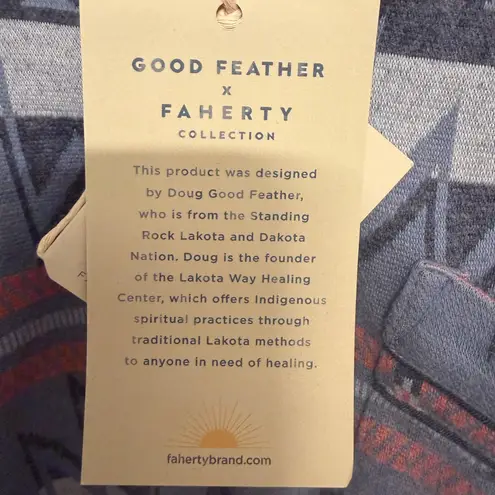 GOOD FEATHER
x
FAHERTY
COLLECTION
This product was designed
by Doug Good Feather,
who is from the Standing
Rock Lakota and Dakota
Nation. Doug is the founder
of the Lakota Way Healing
Center, which offers Indigenous
spiritual practices through
traditional Lakota methods
to anyone in need of healing.
fahertybrand.com